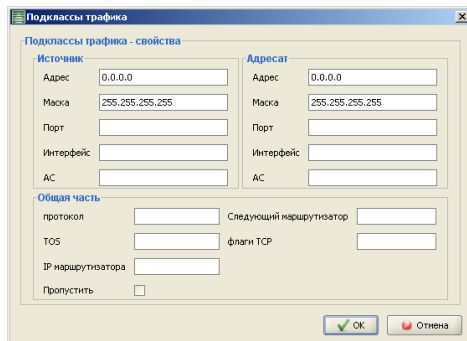 Подклассы трафика
Подклассы трафика - свойства
Источник Адресат
Адрес 0.0.0.0 Адрес 0.0.0.0
Маска 255.255.255.255 Маска 255.255.255.255
Порт Порт
Интерфейс Интерфейс
АС АС
Общая часть
протокол Следующий маршрутизатор
TOS флаги TCP
IP маршрутизатора
Пропустить
OK Отмена